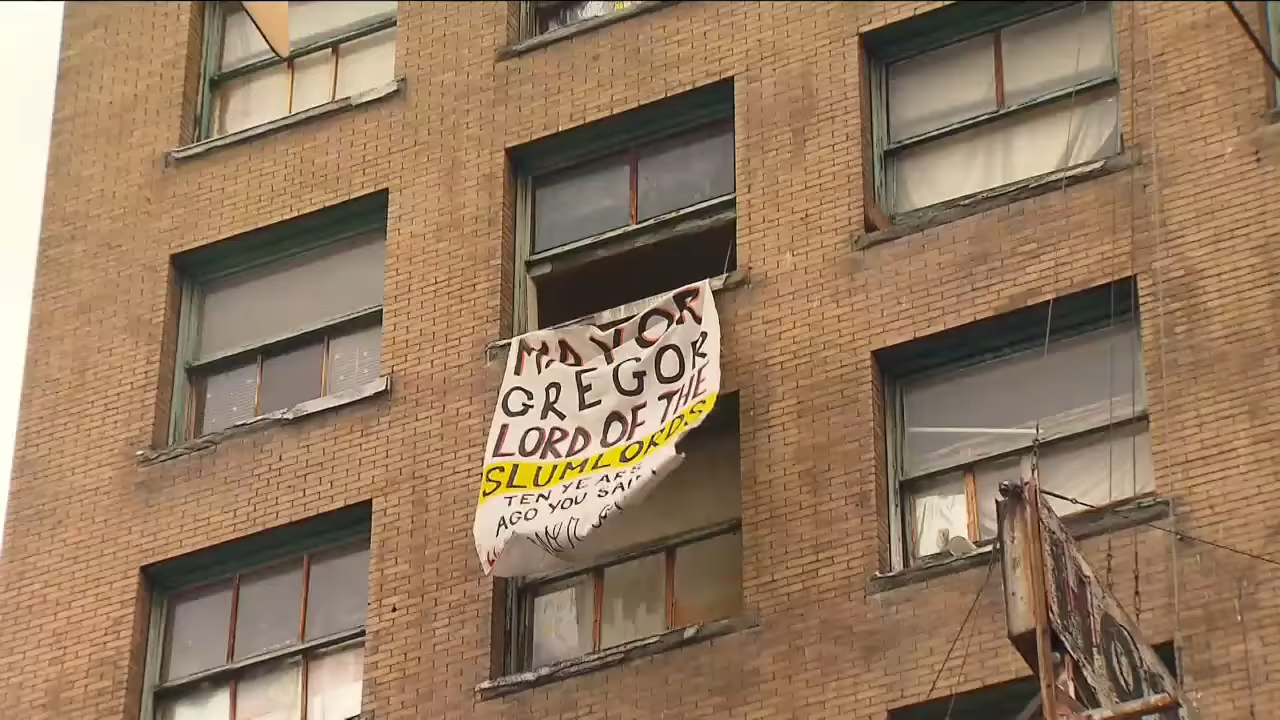 MAYOR
GREGOR
LORD OF THE
SLUMLORDS
TEN YEARS
AGO YOU SAID